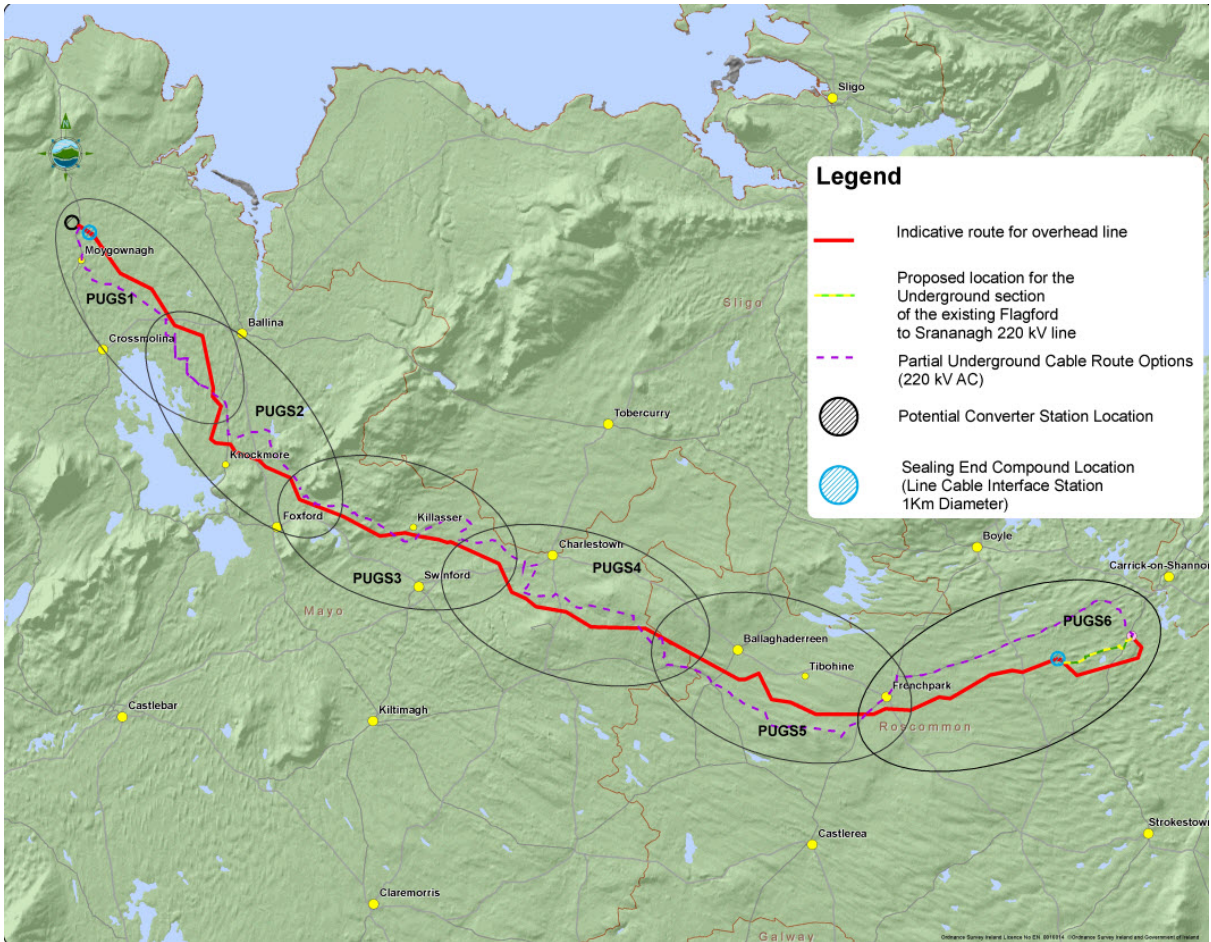 Sligo
Legend
Indicative route for overhead line
Proposed location for the
Underground section
of the existing Flagford
to Srananagh 220 kV line
Partial Underground Cable Route Options
(220 kV AC)
Potential Converter Station Location
Sealing End Compound Location
(Line Cable Interface Station
1Km Diameter)
Moygownagh
PUGS1
Sligo
Ballina
Crossmolina
PUGS2
Tobercurry
Knockmore
Foxford
Killasser
Boyle
Charlestown
Carrick-on-Shannon
PUGS3
Swinford
PUGS4
Mayo
PUGS6
Ballaghaderreen
Tibohine
Frenchpark
Castlebar
Kiltimagh
PUGS5
Roscommon
Castlerea
Strokestown
Claremorris
Galway